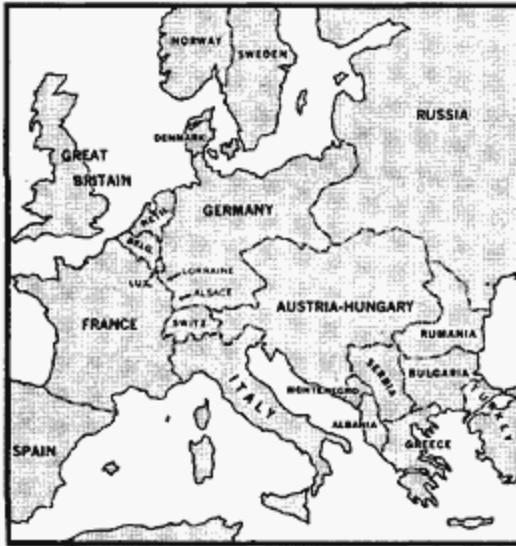 NORWAY
SWEDEN
RUSSIA
DENMARK
GREAT
BRITAIN
NETH.
GERMANY
BELG.
LORRAINE
LUX.
ALSACE
AUSTRIA-HUNGARY
FRANCE
SWITZ.
RUMANIA
SERBIA
BULGARIA
ITALY
MONTENEGRO
TURKEY
ALBANIA
GREECE
SPAIN